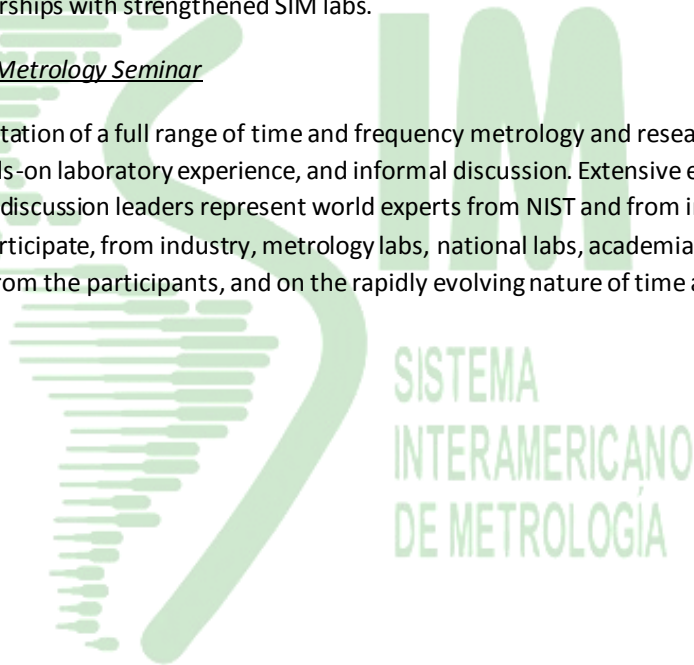 rships with strengthened SIM labs.
Metrology Seminar
tation of a full range of time and frequency metrology and resea
ls-on laboratory experience, and informal discussion. Extensive e
discussion leaders represent world experts from NIST and from i
rticipate, from industry, metrology labs, national labs, academia
rom the participants, and on the rapidly evolving nature of time a
SIM
SISTEMA
INTERAMERICANO
DE METROLOGÍA